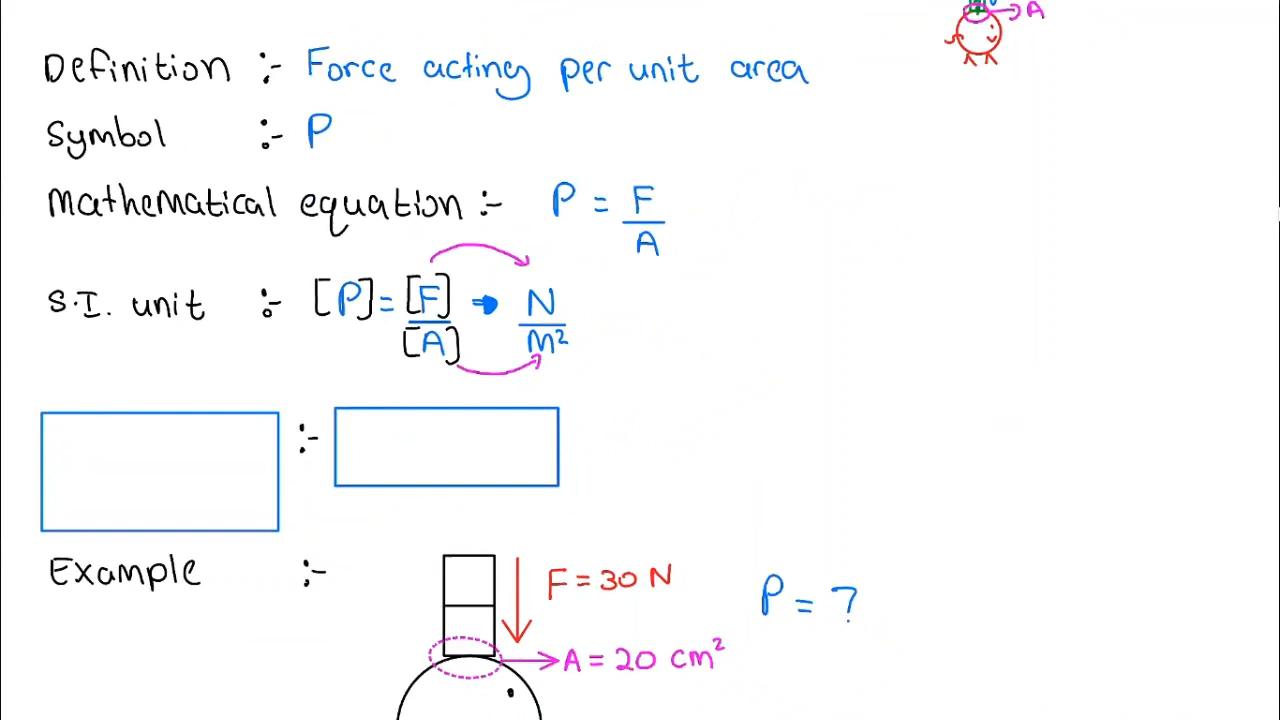 A
Definition :- Force acting per unit area
Symbol :- P
Mathematical equation :- P = F/A
S.I. unit :- [P] = [F]/[A] → N/m²
:-
Example :-
F = 30 N
P = ?
A = 20 cm²